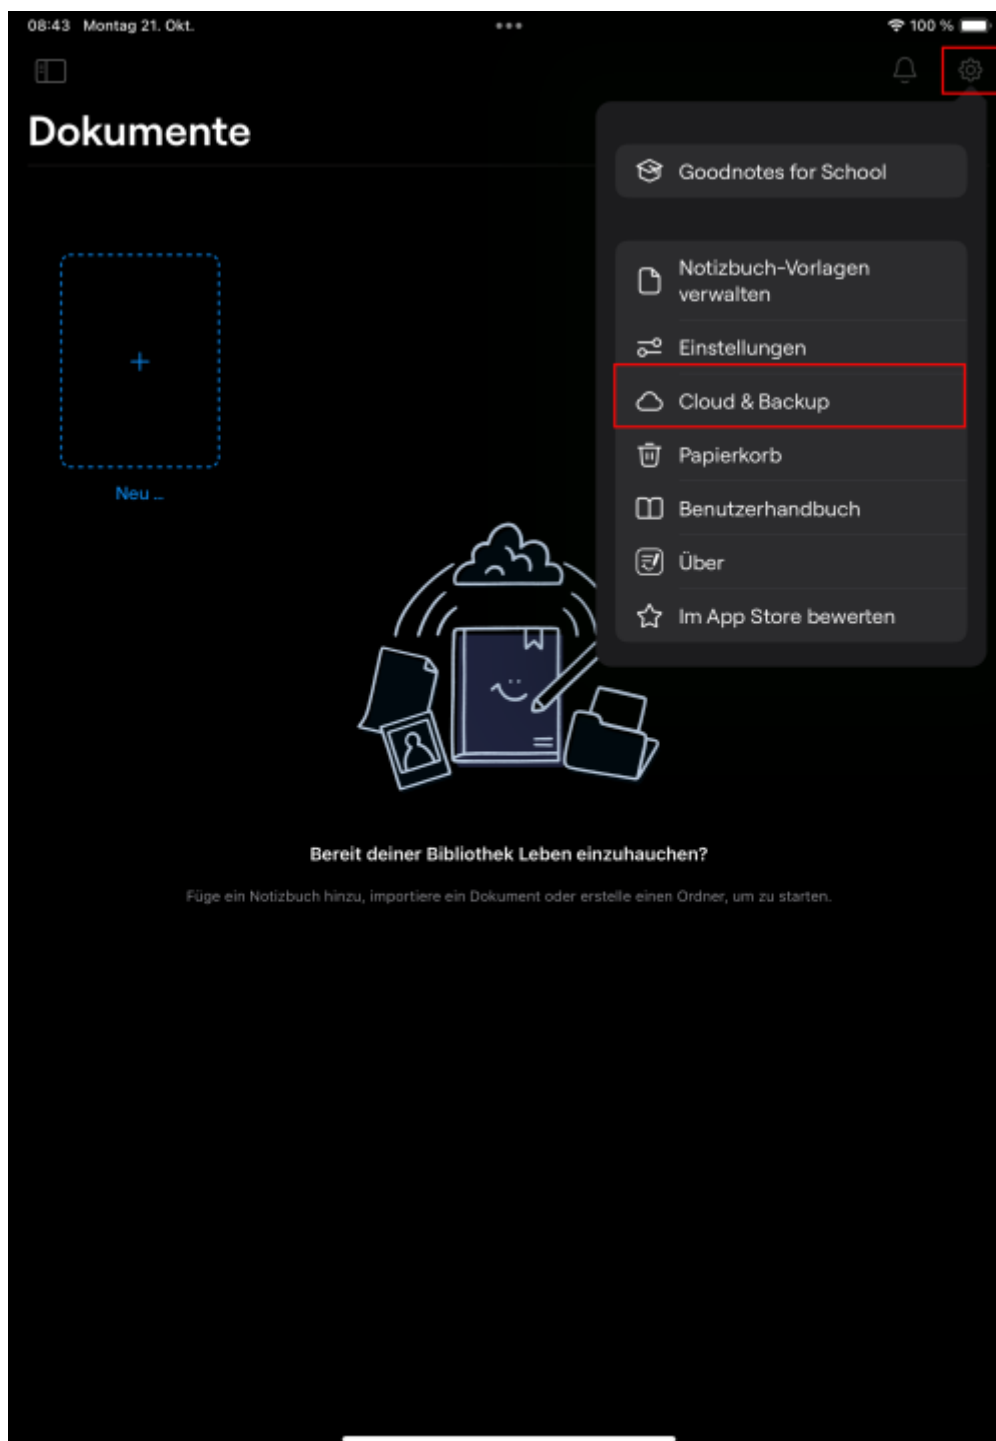 08:43 Montag 21. Okt.
100 %
Dokumente
Goodnotes for School
Notizbuch-Vorlagen
verwalten
Einstellungen
Cloud & Backup
Papierkorb
Benutzerhandbuch
Über
Im App Store bewerten
Neu ...
Bereit deiner Bibliothek Leben einzuhauchen?
Füge ein Notizbuch hinzu, importiere ein Dokument oder erstelle einen Ordner, um zu starten.